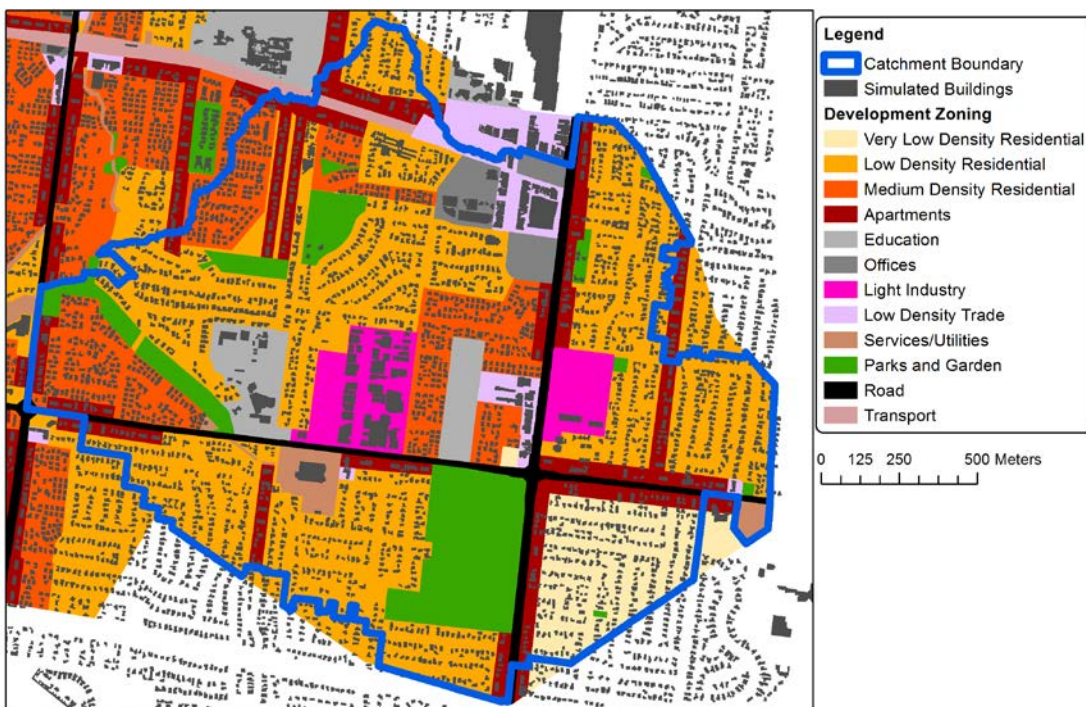 Legend
Catchment Boundary
Simulated Buildings
Development Zoning
Very Low Density Residential
Low Density Residential
Medium Density Residential
Apartments
Education
Offices
Light Industry
Low Density Trade
Services/Utilities
Parks and Garden
Road
Transport
0 125 250 500 Meters